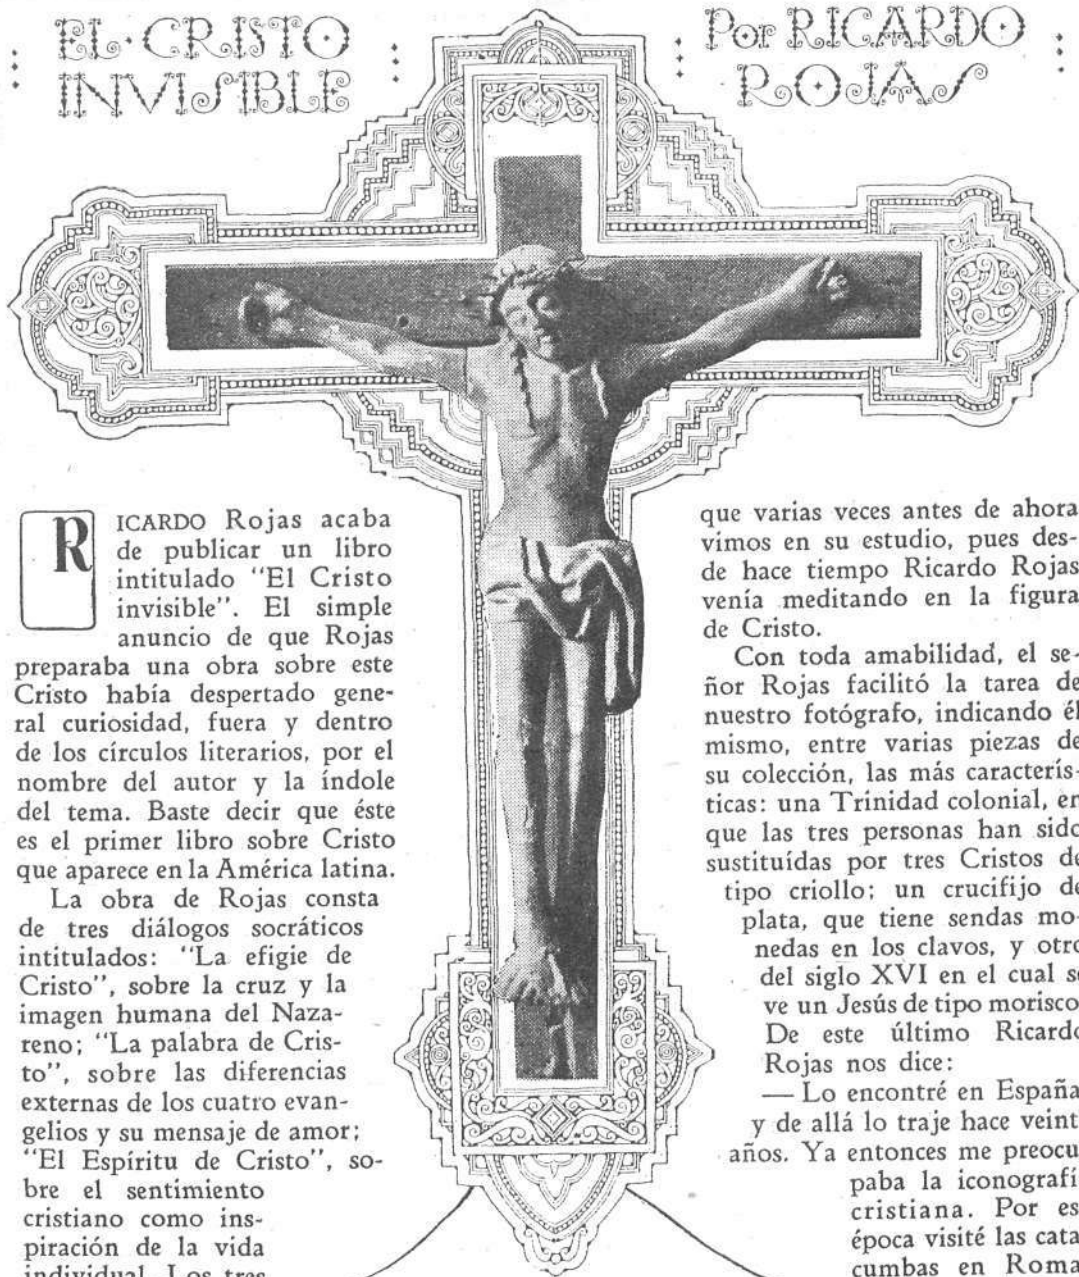 EL·CRISTO
INVISIBLE
Por RICARDO
ROJAS
RICARDO Rojas acaba
de publicar un libro
intitulado "El Cristo
invisible". El simple
anuncio de que Rojas
preparaba una obra sobre este
Cristo había despertado gene-
ral curiosidad, fuera y dentro
de los círculos literarios, por el
nombre del autor y la índole
del tema. Baste decir que éste
es el primer libro sobre Cristo
que aparece en la América latina.
La obra de Rojas consta
de tres diálogos socráticos
intitulados: "La efigie de
Cristo", sobre la cruz y la
imagen humana del Naza-
reno; "La palabra de Cris-
to", sobre las diferencias
externas de los cuatro evan-
gelios y su mensaje de amor;
"El Espíritu de Cristo", so-
bre el sentimiento
cristiano como ins-
piración de la vida
individual. Los tres
que varias veces antes de ahora
vimos en su estudio, pues des-
de hace tiempo Ricardo Rojas
venía meditando en la figura
de Cristo.
Con toda amabilidad, el se-
ñor Rojas facilitó la tarea de
nuestro fotógrafo, indicando él
mismo, entre varias piezas de
su colección, las más caracterís-
ticas: una Trinidad colonial, en
que las tres personas han sido
sustituídas por tres Cristos de
tipo criollo; un crucifijo de
plata, que tiene sendas mo-
nedas en los clavos, y otro
del siglo XVI en el cual se
ve un Jesús de tipo morisco
De este último Ricardo
Rojas nos dice:
— Lo encontré en España
y de allá lo traje hace veint
años. Ya entonces me preocu
paba la iconografí
cristiana. Por es
época visité las cata
cumbas en Roma